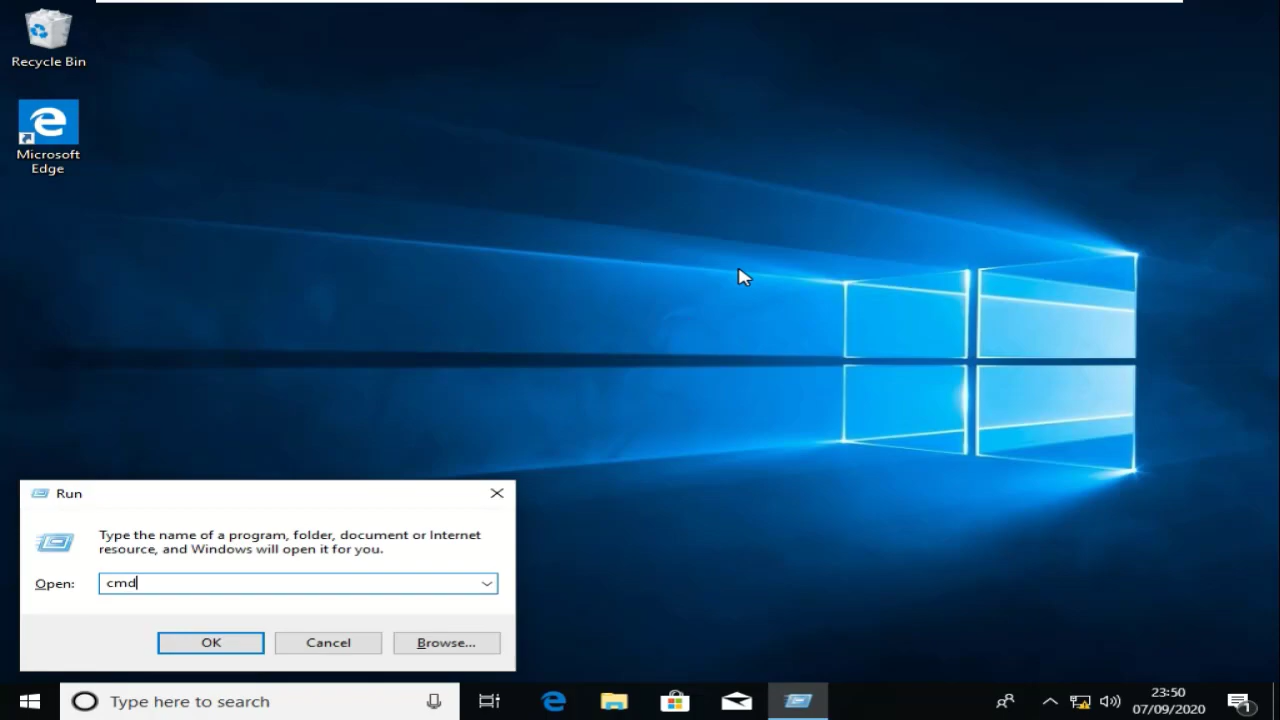 Recycle Bin
Microsoft
Edge
Run
Type the name of a program, folder, document or Internet
resource, and Windows will open it for you.
Open:
cmd
OK
Cancel
Browse...
Type here to search
23:50
07/09/2020
1